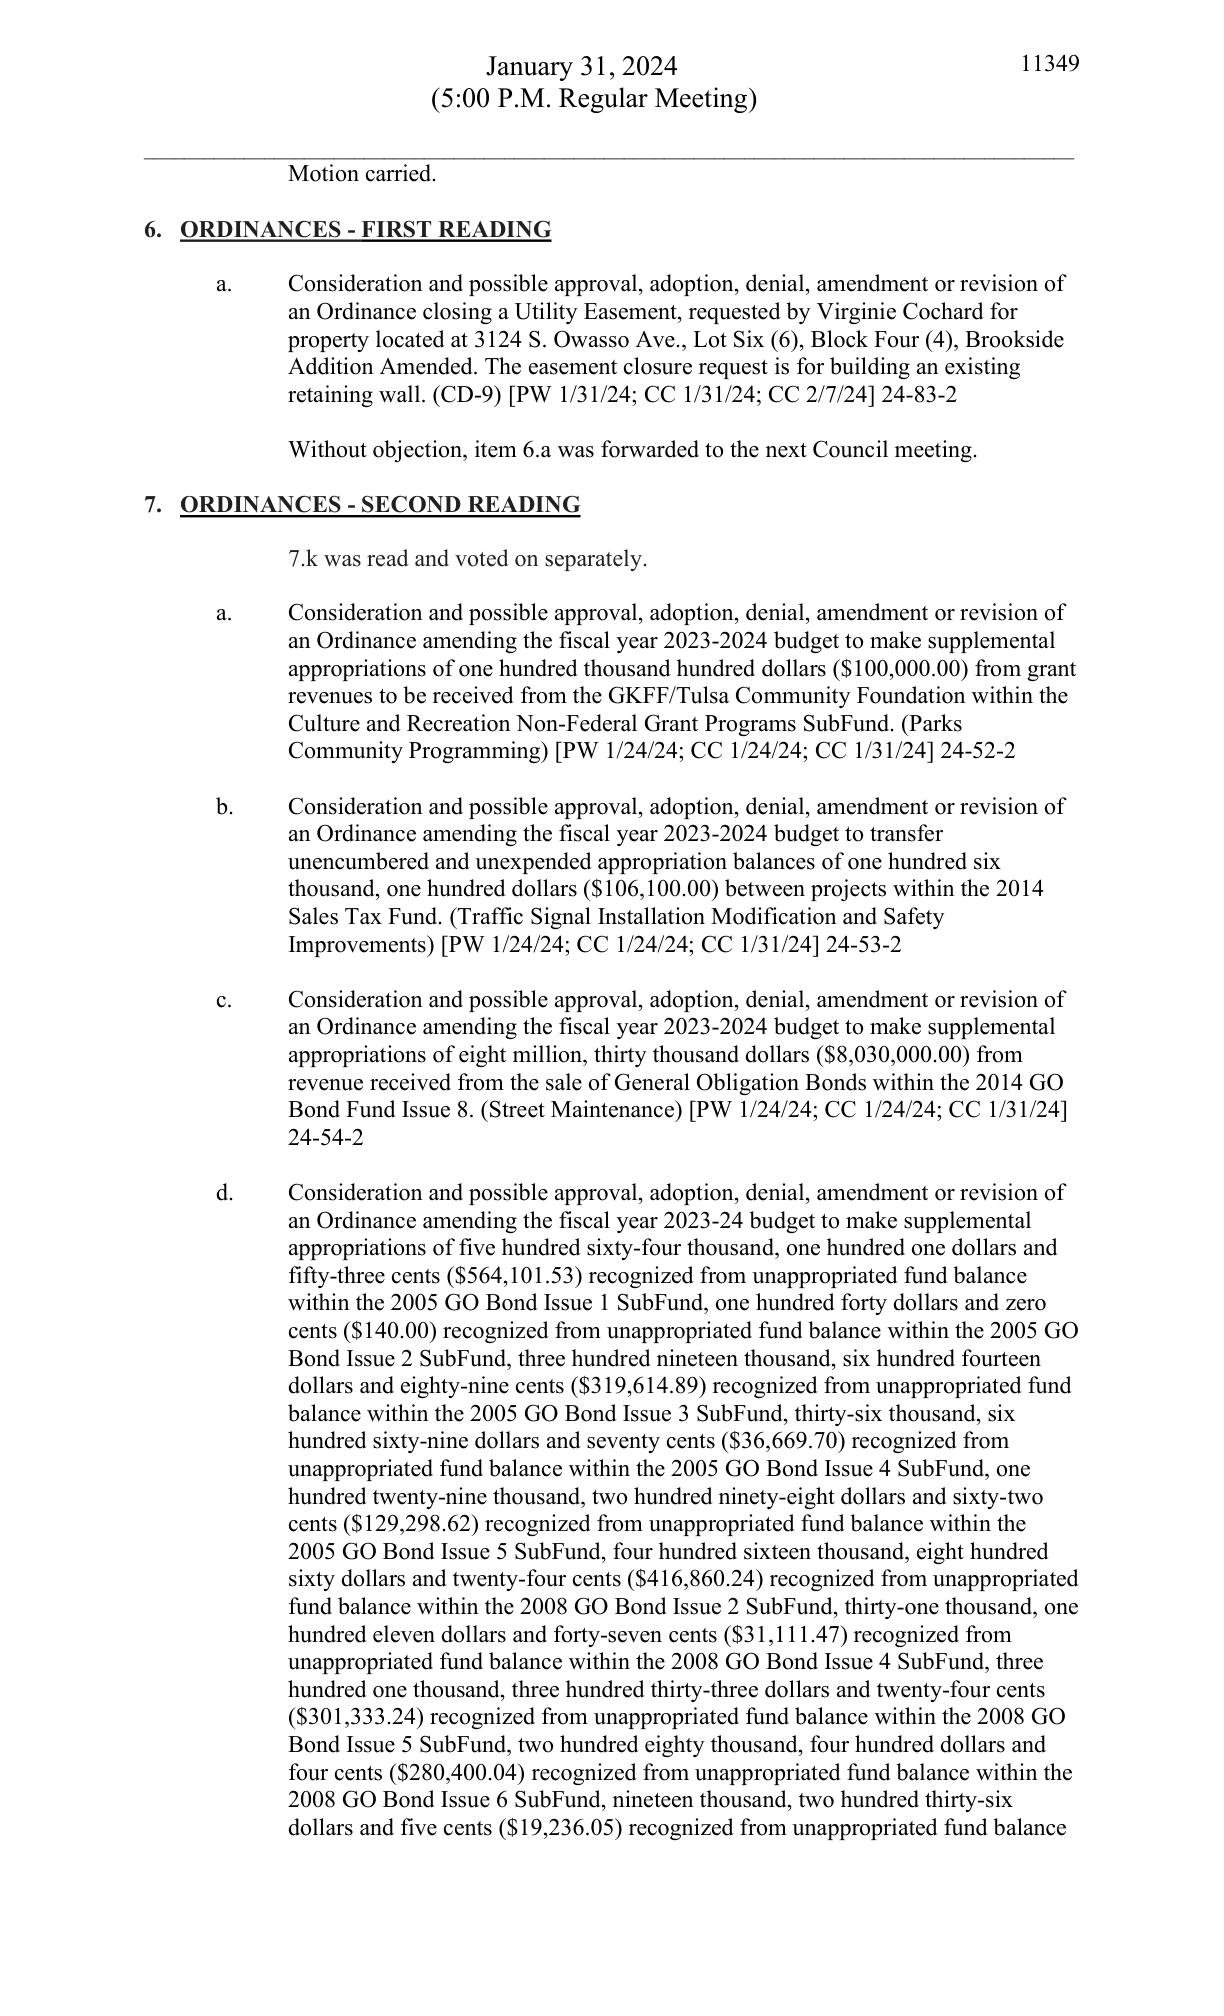 January 31, 2024
11349
(5:00 P.M. Regular Meeting)
Motion carried.
6. ORDINANCES - FIRST READING
a. Consideration and possible approval, adoption, denial, amendment or revision of
an Ordinance closing a Utility Easement, requested by Virginie Cochard for
property located at 3124 S. Owasso Ave., Lot Six (6), Block Four (4), Brookside
Addition Amended. The easement closure request is for building an existing
retaining wall. (CD-9) [PW 1/31/24; CC 1/31/24; CC 2/7/24] 24-83-2
Without objection, item 6.a was forwarded to the next Council meeting.
7. ORDINANCES - SECOND READING
7.k was read and voted on separately.
a. Consideration and possible approval, adoption, denial, amendment or revision of
an Ordinance amending the fiscal year 2023-2024 budget to make supplemental
appropriations of one hundred thousand hundred dollars ($100,000.00) from grant
revenues to be received from the GKFF/Tulsa Community Foundation within the
Culture and Recreation Non-Federal Grant Programs SubFund. (Parks
Community Programming) [PW 1/24/24; CC 1/24/24; CC 1/31/24] 24-52-2
b. Consideration and possible approval, adoption, denial, amendment or revision of
an Ordinance amending the fiscal year 2023-2024 budget to transfer
unencumbered and unexpended appropriation balances of one hundred six
thousand, one hundred dollars ($106,100.00) between projects within the 2014
Sales Tax Fund. (Traffic Signal Installation Modification and Safety
Improvements) [PW 1/24/24; CC 1/24/24; CC 1/31/24] 24-53-2
c. Consideration and possible approval, adoption, denial, amendment or revision of
an Ordinance amending the fiscal year 2023-2024 budget to make supplemental
appropriations of eight million, thirty thousand dollars ($8,030,000.00) from
revenue received from the sale of General Obligation Bonds within the 2014 GO
Bond Fund Issue 8. (Street Maintenance) [PW 1/24/24; CC 1/24/24; CC 1/31/24]
24-54-2
d. Consideration and possible approval, adoption, denial, amendment or revision of
an Ordinance amending the fiscal year 2023-24 budget to make supplemental
appropriations of five hundred sixty-four thousand, one hundred one dollars and
fifty-three cents ($564,101.53) recognized from unappropriated fund balance
within the 2005 GO Bond Issue 1 SubFund, one hundred forty dollars and zero
cents ($140.00) recognized from unappropriated fund balance within the 2005 GO
Bond Issue 2 SubFund, three hundred nineteen thousand, six hundred fourteen
dollars and eighty-nine cents ($319,614.89) recognized from unappropriated fund
balance within the 2005 GO Bond Issue 3 SubFund, thirty-six thousand, six
hundred sixty-nine dollars and seventy cents ($36,669.70) recognized from
unappropriated fund balance within the 2005 GO Bond Issue 4 SubFund, one
hundred twenty-nine thousand, two hundred ninety-eight dollars and sixty-two
cents ($129,298.62) recognized from unappropriated fund balance within the
2005 GO Bond Issue 5 SubFund, four hundred sixteen thousand, eight hundred
sixty dollars and twenty-four cents ($416,860.24) recognized from unappropriated
fund balance within the 2008 GO Bond Issue 2 SubFund, thirty-one thousand, one
hundred eleven dollars and forty-seven cents ($31,111.47) recognized from
unappropriated fund balance within the 2008 GO Bond Issue 4 SubFund, three
hundred one thousand, three hundred thirty-three dollars and twenty-four cents
($301,333.24) recognized from unappropriated fund balance within the 2008 GO
Bond Issue 5 SubFund, two hundred eighty thousand, four hundred dollars and
four cents ($280,400.04) recognized from unappropriated fund balance within the
2008 GO Bond Issue 6 SubFund, nineteen thousand, two hundred thirty-six
dollars and five cents ($19,236.05) recognized from unappropriated fund balance